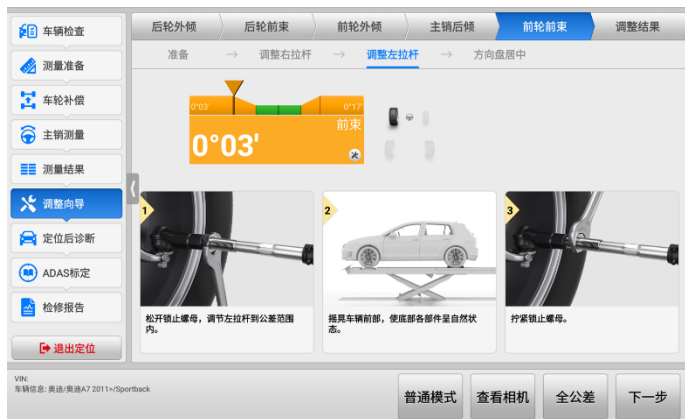 车辆检查
测量准备
车轮补偿
主销测量
测量结果
调整向导
定位后诊断
ADAS标定
检修报告
退出定位
后轮外倾
后轮前束
前轮外倾
主销后倾
前轮前束
调整结果
准备 → 调整右拉杆 → 调整左拉杆 → 方向盘居中
0°03'
0°17'
前束
0°03'
1
松开锁止螺母，调节左拉杆到公差范围
内。
2
摇晃车辆前部，使底部各部件呈自然状
态。
3
拧紧锁止螺母。
VIN:
车辆信息: 奥迪/奥迪A7 2011>/Sportback
普通模式
查看相机
全公差
下一步